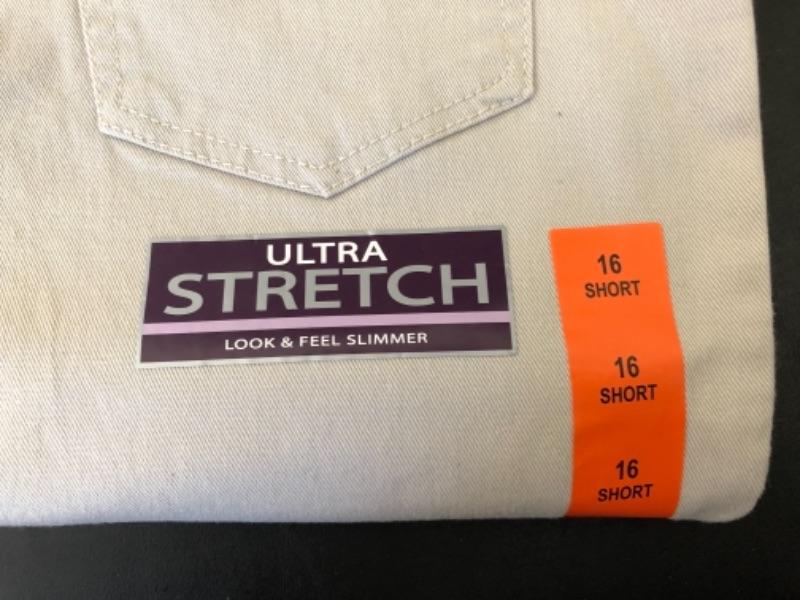 ULTRA
STRETCH
LOOK & FEEL SLIMMER
16
SHORT
16
SHORT
16
SHORT